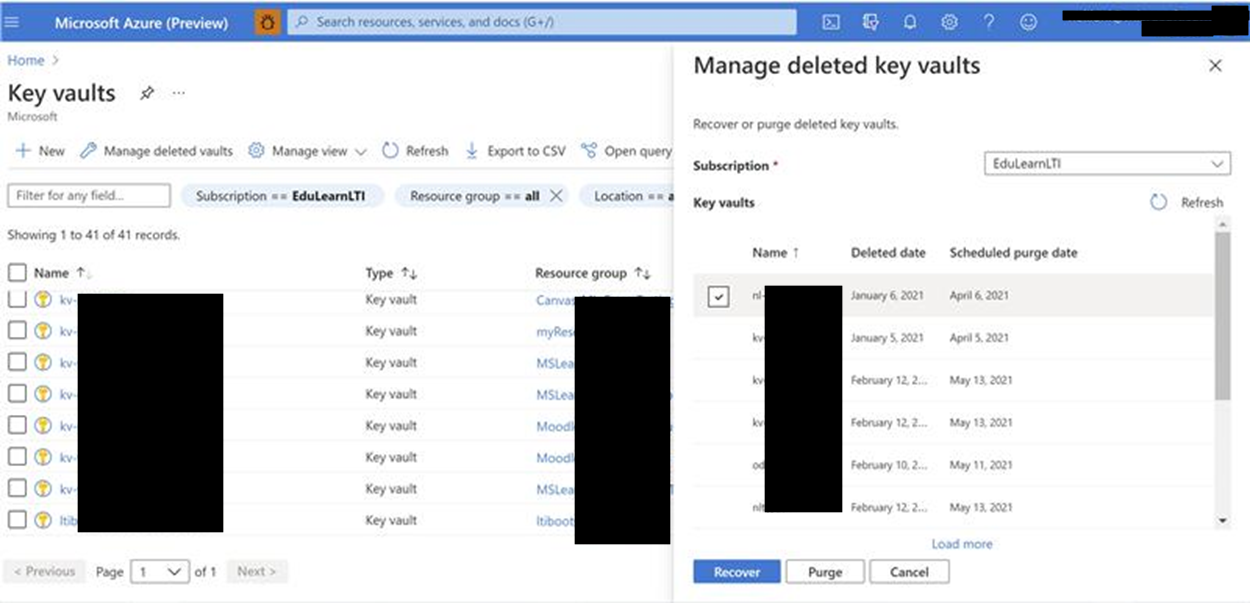 Microsoft Azure (Preview)
Search resources, services, and docs (G+/)
Home >
Key vaults
Microsoft
New
Manage deleted vaults
Manage view
Refresh
Export to CSV
Open query
Filter for any field...
Subscription == EduLearnLTI
Resource group == all
Location == a
Showing 1 to 41 of 41 records.
Name ↑↓ Type ↑↓ Resource group ↑↓
kv- Key vault Canvas
kv- Key vault myRes
kv- Key vault MSLea
kv- Key vault MSLea
kv- Key vault Moodl
kv- Key vault Moodl
kv- Key vault MSLea
ltib Key vault ltiboot
< Previous Page 1 of 1 Next >
Manage deleted key vaults
Recover or purge deleted key vaults.
Subscription * EduLearnLTI
Key vaults Refresh
Name ↑ Deleted date Scheduled purge date
nl- January 6, 2021 April 6, 2021
kv January 5, 2021 April 5, 2021
kv February 12, 2... May 13, 2021
kv February 12, 2... May 13, 2021
od February 10, 2... May 11, 2021
nlt February 12, 2... May 13, 2021
Load more
Recover Purge Cancel